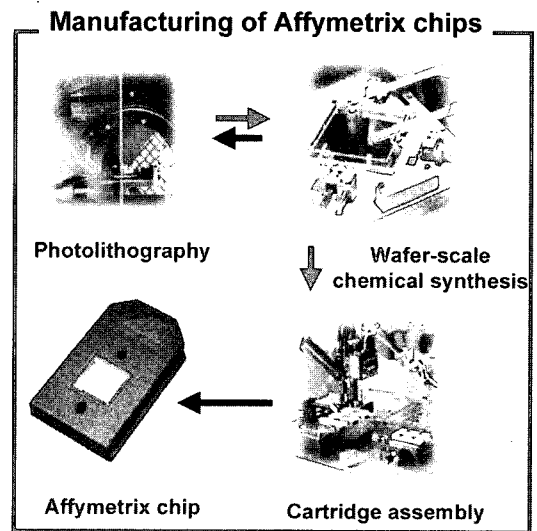 Manufacturing of Affymetrix chips
Photolithography
Wafer-scale
chemical synthesis
Affymetrix chip
Cartridge assembly